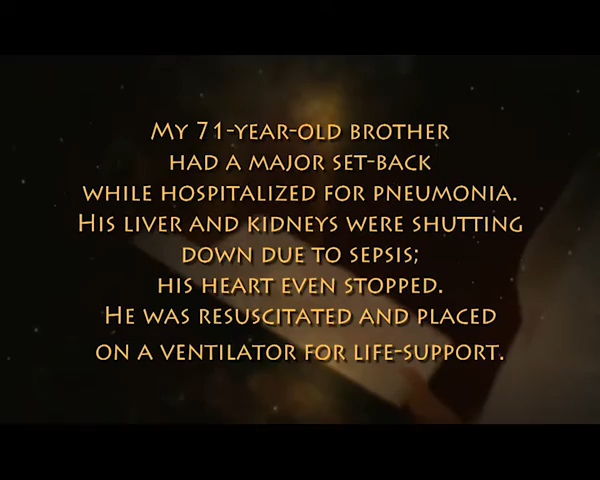 My 71-year-old brother
had a major set-back
while hospitalized for pneumonia.
His liver and kidneys were shutting
down due to sepsis;
his heart even stopped.
He was resuscitated and placed
on a ventilator for life-support.